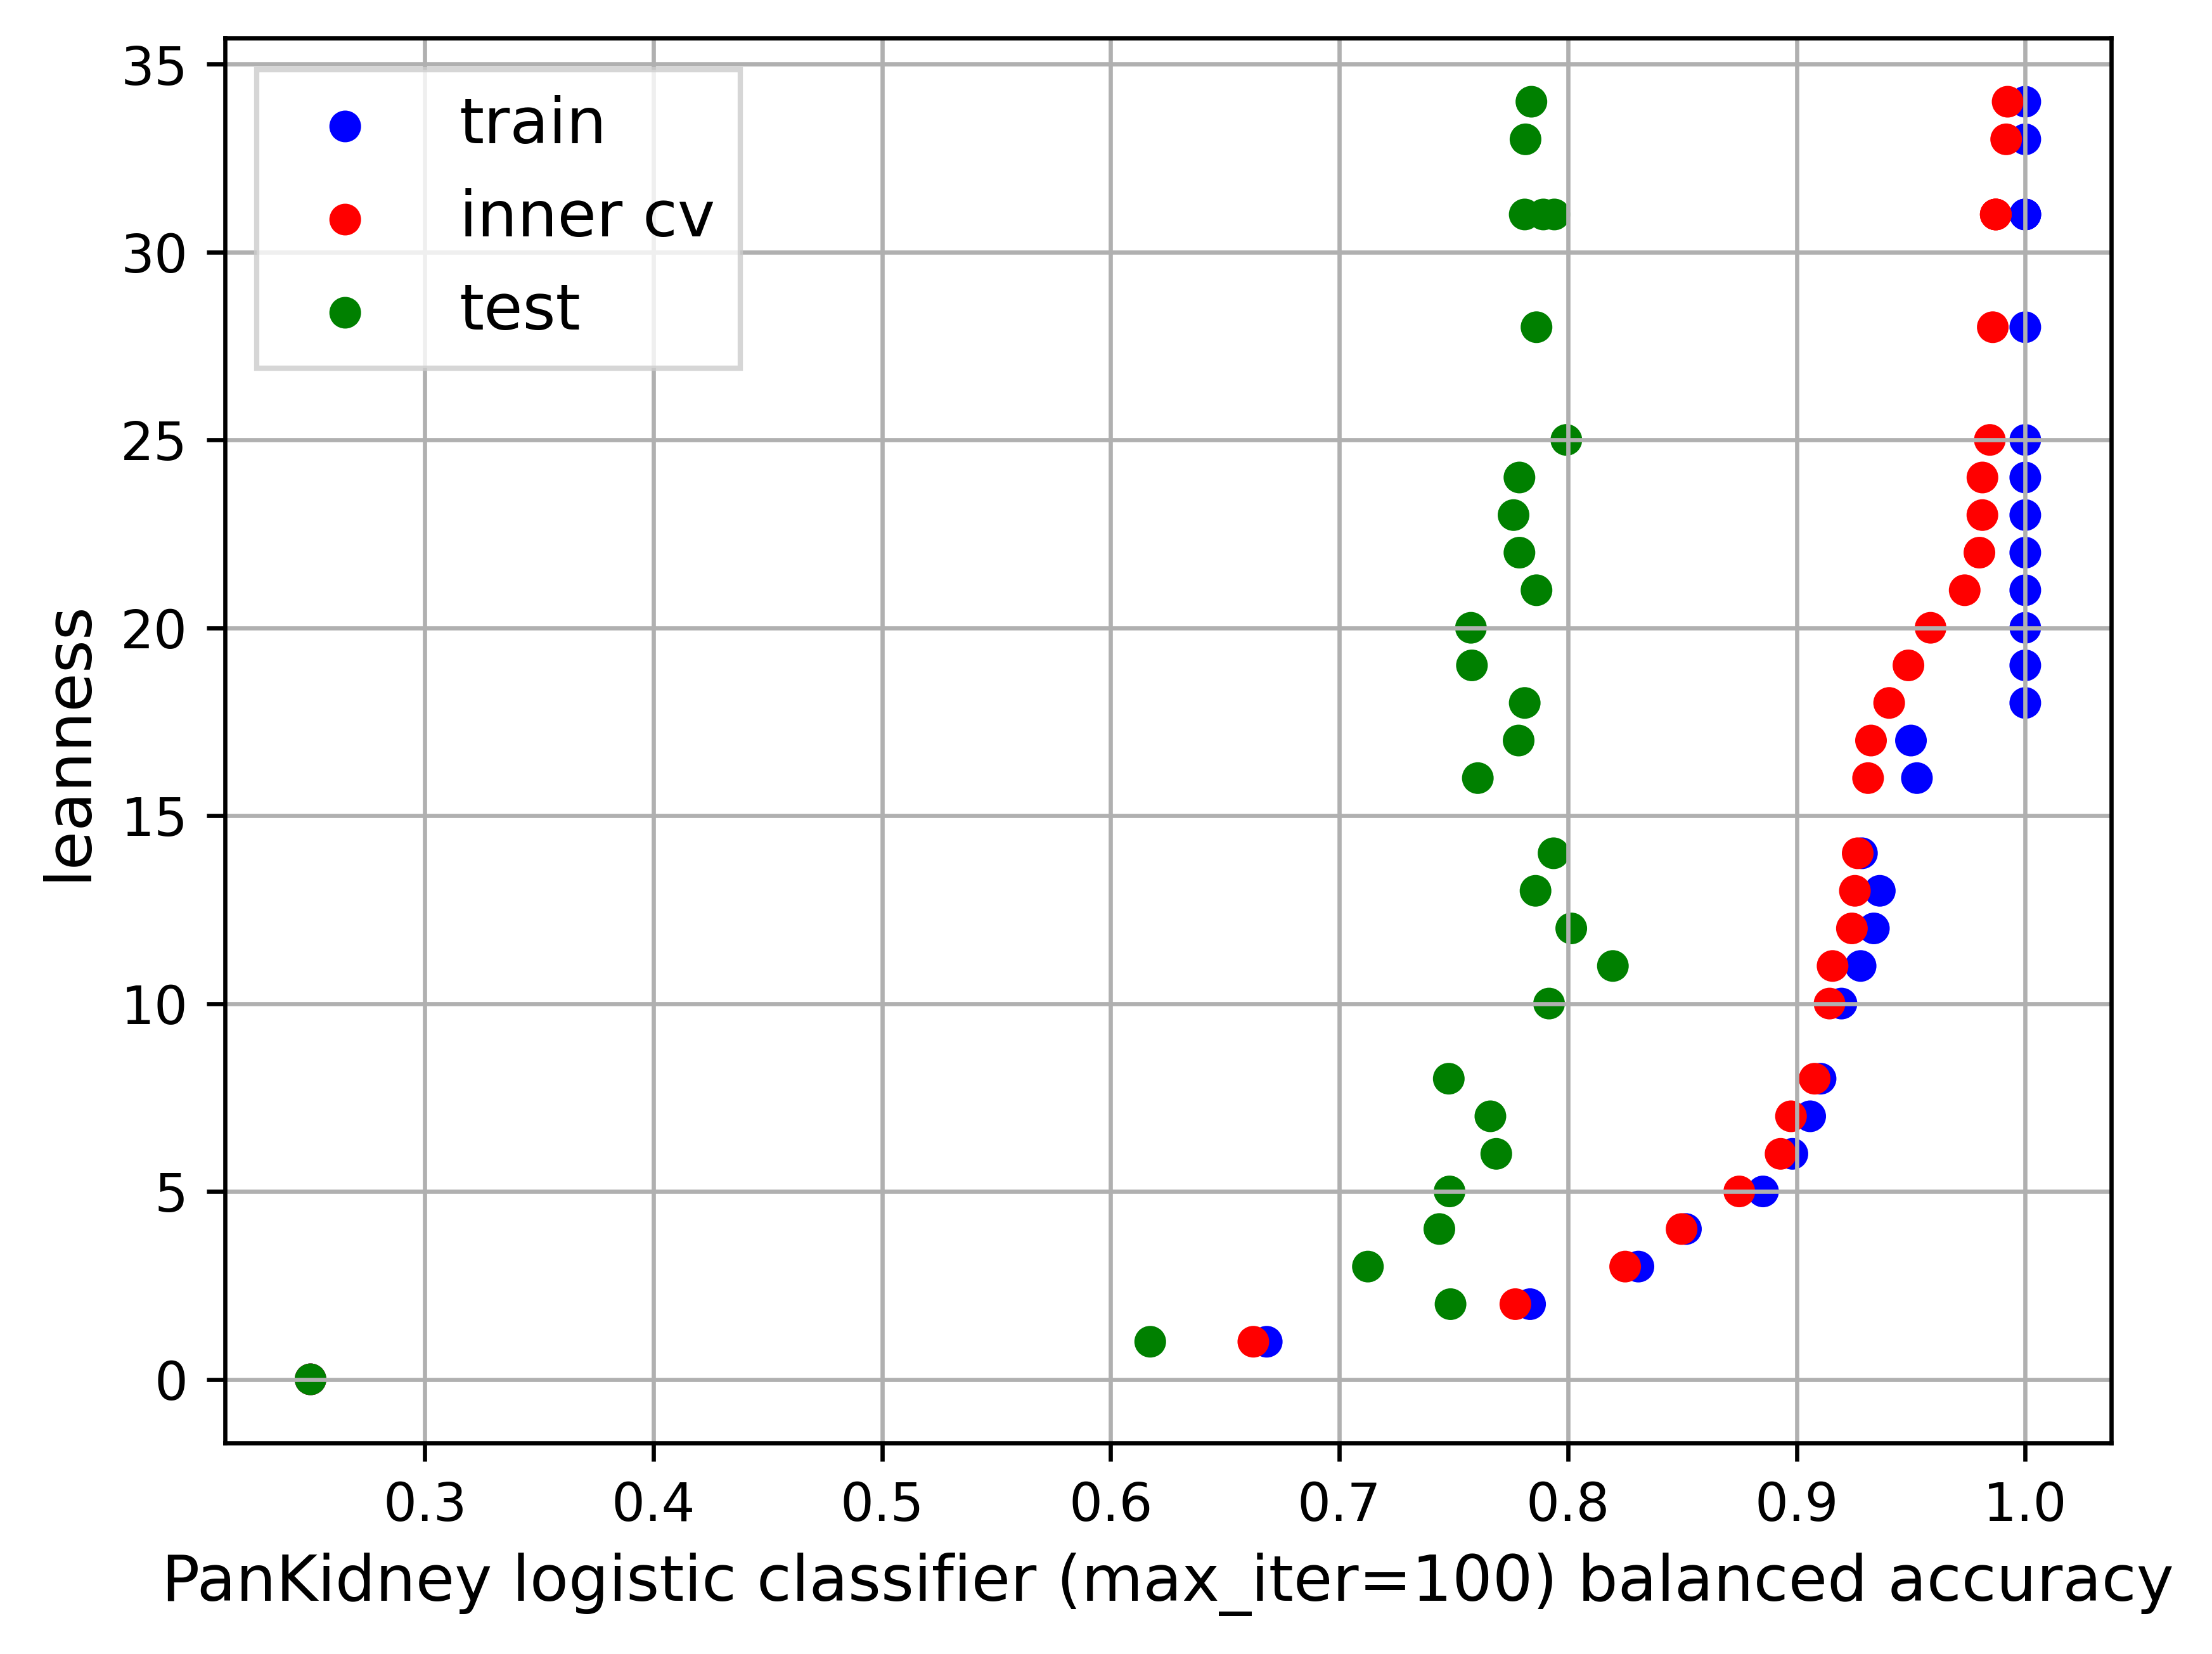 35
30
25
20
15
10
5
0
train
inner cv
test
leanness
0.3 0.4 0.5 0.6 0.7 0.8 0.9 1.0
PanKidney logistic classifier (max_iter=100) balanced accuracy